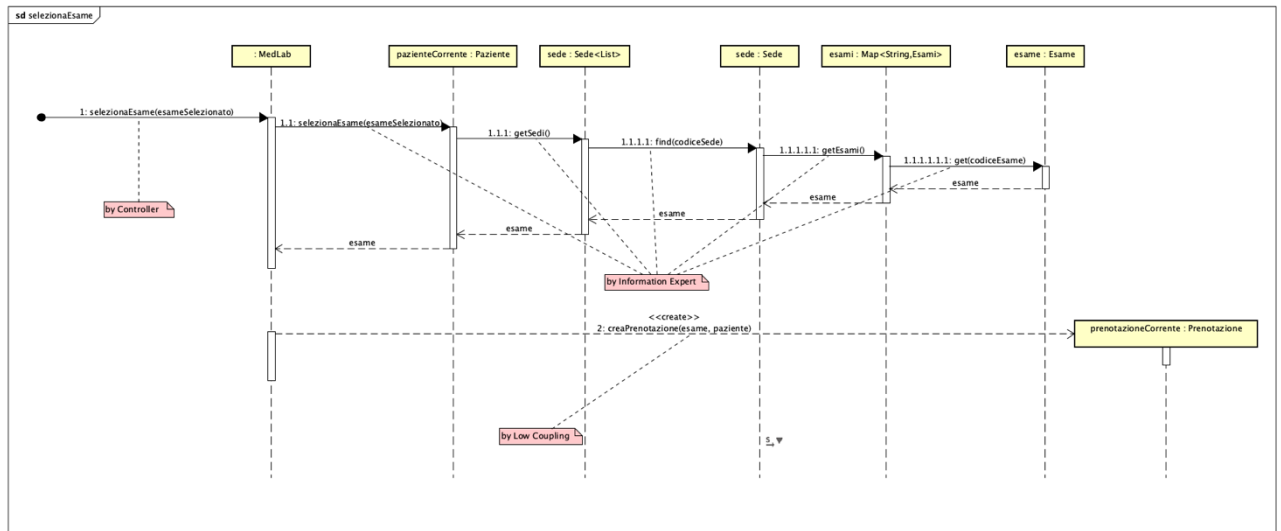 sd selezionaEsame
: MedLab
pazienteCorrente : Paziente
sede : Sede<List>
sede : Sede
esami : Map<String,Esami>
esame : Esame
1: selezionaEsame(esameSelezionato)
1.1: selezionaEsame(esameSelezionato)
1.1.1: getSedi()
1.1.1.1: find(codiceSede)
1.1.1.1.1: getEsami()
1.1.1.1.1.1: get(codiceEsame)
esame
esame
esame
esame
esame
by Controller
by Information Expert
<<create>>
2: creaPrenotazione(esame, paziente)
prenotazioneCorrente : Prenotazione
by Low Coupling
s